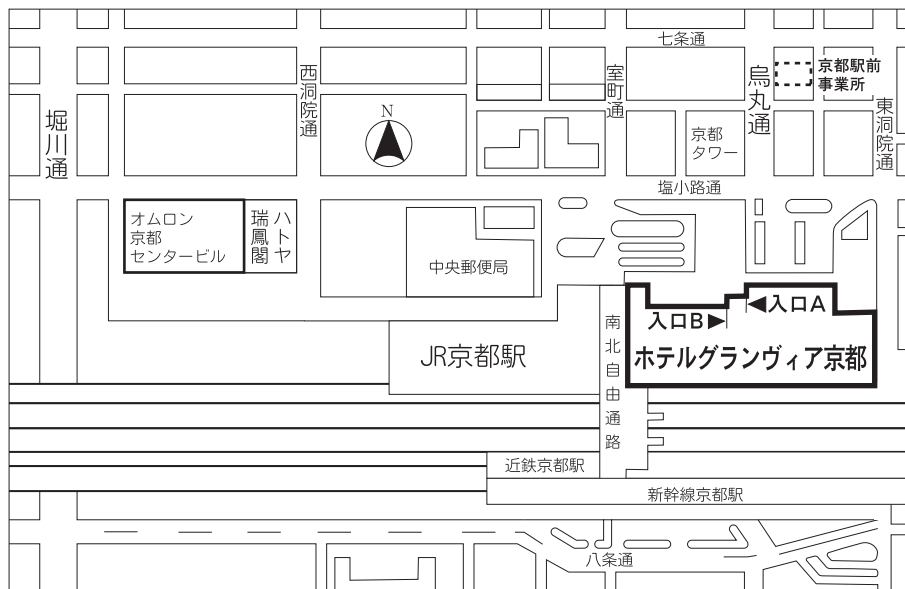 七条通
京都駅前
事業所
西洞院通
室町通
烏丸通
東洞院通
堀川通
N
京都
タワー
塩小路通
オムロン
京都
センタービル
ハトヤ
瑞鳳閣
中央郵便局
入口A
入口B
南北自由通路
ホテルグランヴィア京都
JR京都駅
近鉄京都駅
新幹線京都駅
八条通